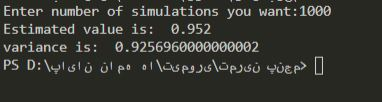 Enter number of simulations you want:1000
Estimated value is:  0.952
variance is:  0.9256960000000002
PS D:\پایان نامه ها\تیموری\تمرین پنجم>